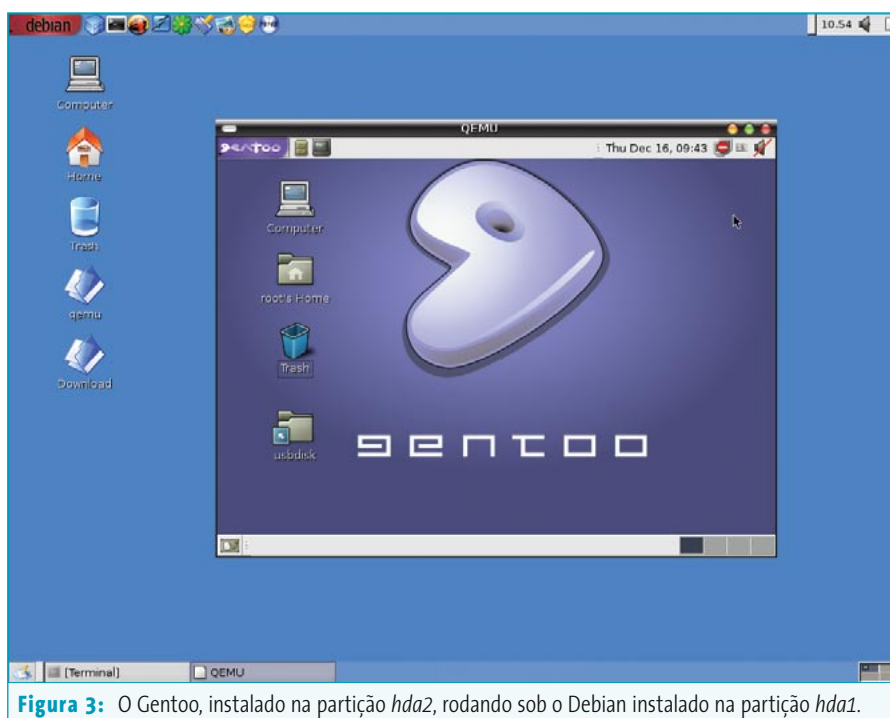 debian
10.54
Computer
Home
Trash
qemu
Download
QEMU
gentoo
Thu Dec 16, 09:43
Computer
root's Home
Trash
usbdisk
gentoo
[Terminal]
QEMU
Figura 3: O Gentoo, instalado na partição hda2, rodando sob o Debian instalado na partição hda1.